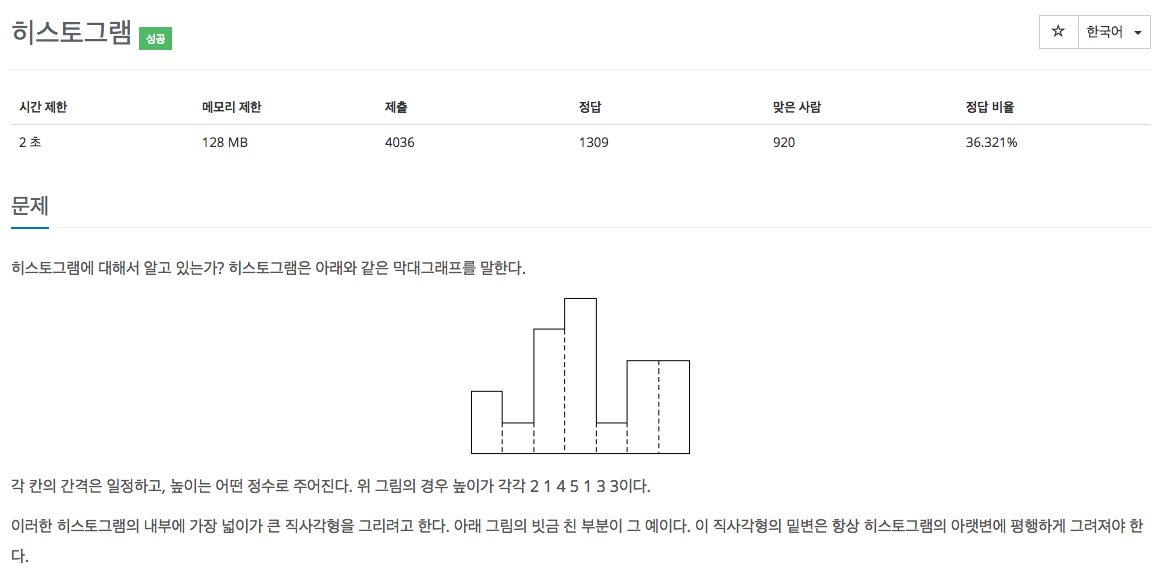 히스토그램 성공
☆ 한국어
시간 제한 메모리 제한 제출 정답 맞은 사람 정답 비율
2 초 128 MB 4036 1309 920 36.321%
문제
히스토그램에 대해서 알고 있는가? 히스토그램은 아래와 같은 막대그래프를 말한다.
각 칸의 간격은 일정하고, 높이는 어떤 정수로 주어진다. 위 그림의 경우 높이가 각각 2 1 4 5 1 3 3이다.
이러한 히스토그램의 내부에 가장 넓이가 큰 직사각형을 그리려고 한다. 아래 그림의 빗금 친 부분이 그 예이다. 이 직사각형의 밑변은 항상 히스토그램의 아랫변에 평행하게 그려져야 한
다.